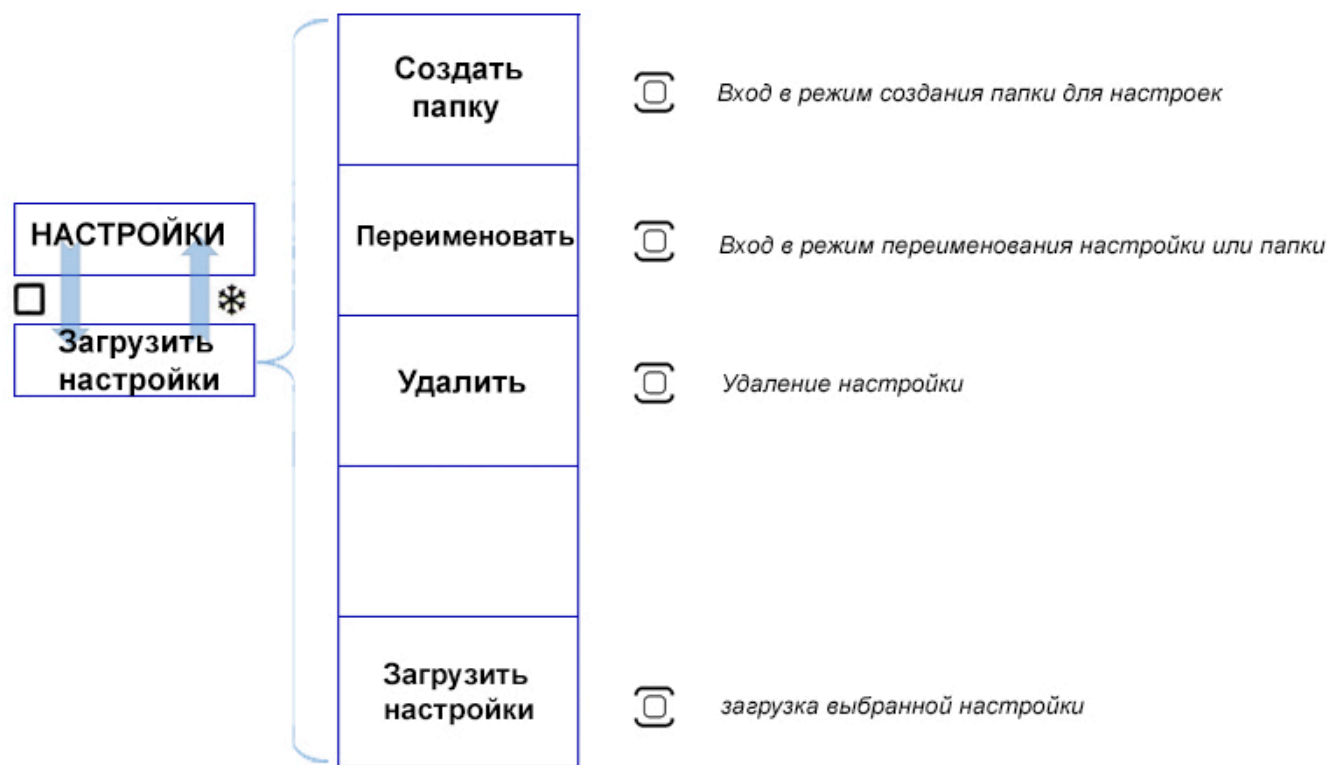 Создать
папку
Вход в режим создания папки для настроек
НАСТРОЙКИ
Переименовать
Вход в режим переименования настройки или папки
Загрузить
настройки
Удалить
Удаление настройки
Загрузить
настройки
загрузка выбранной настройки